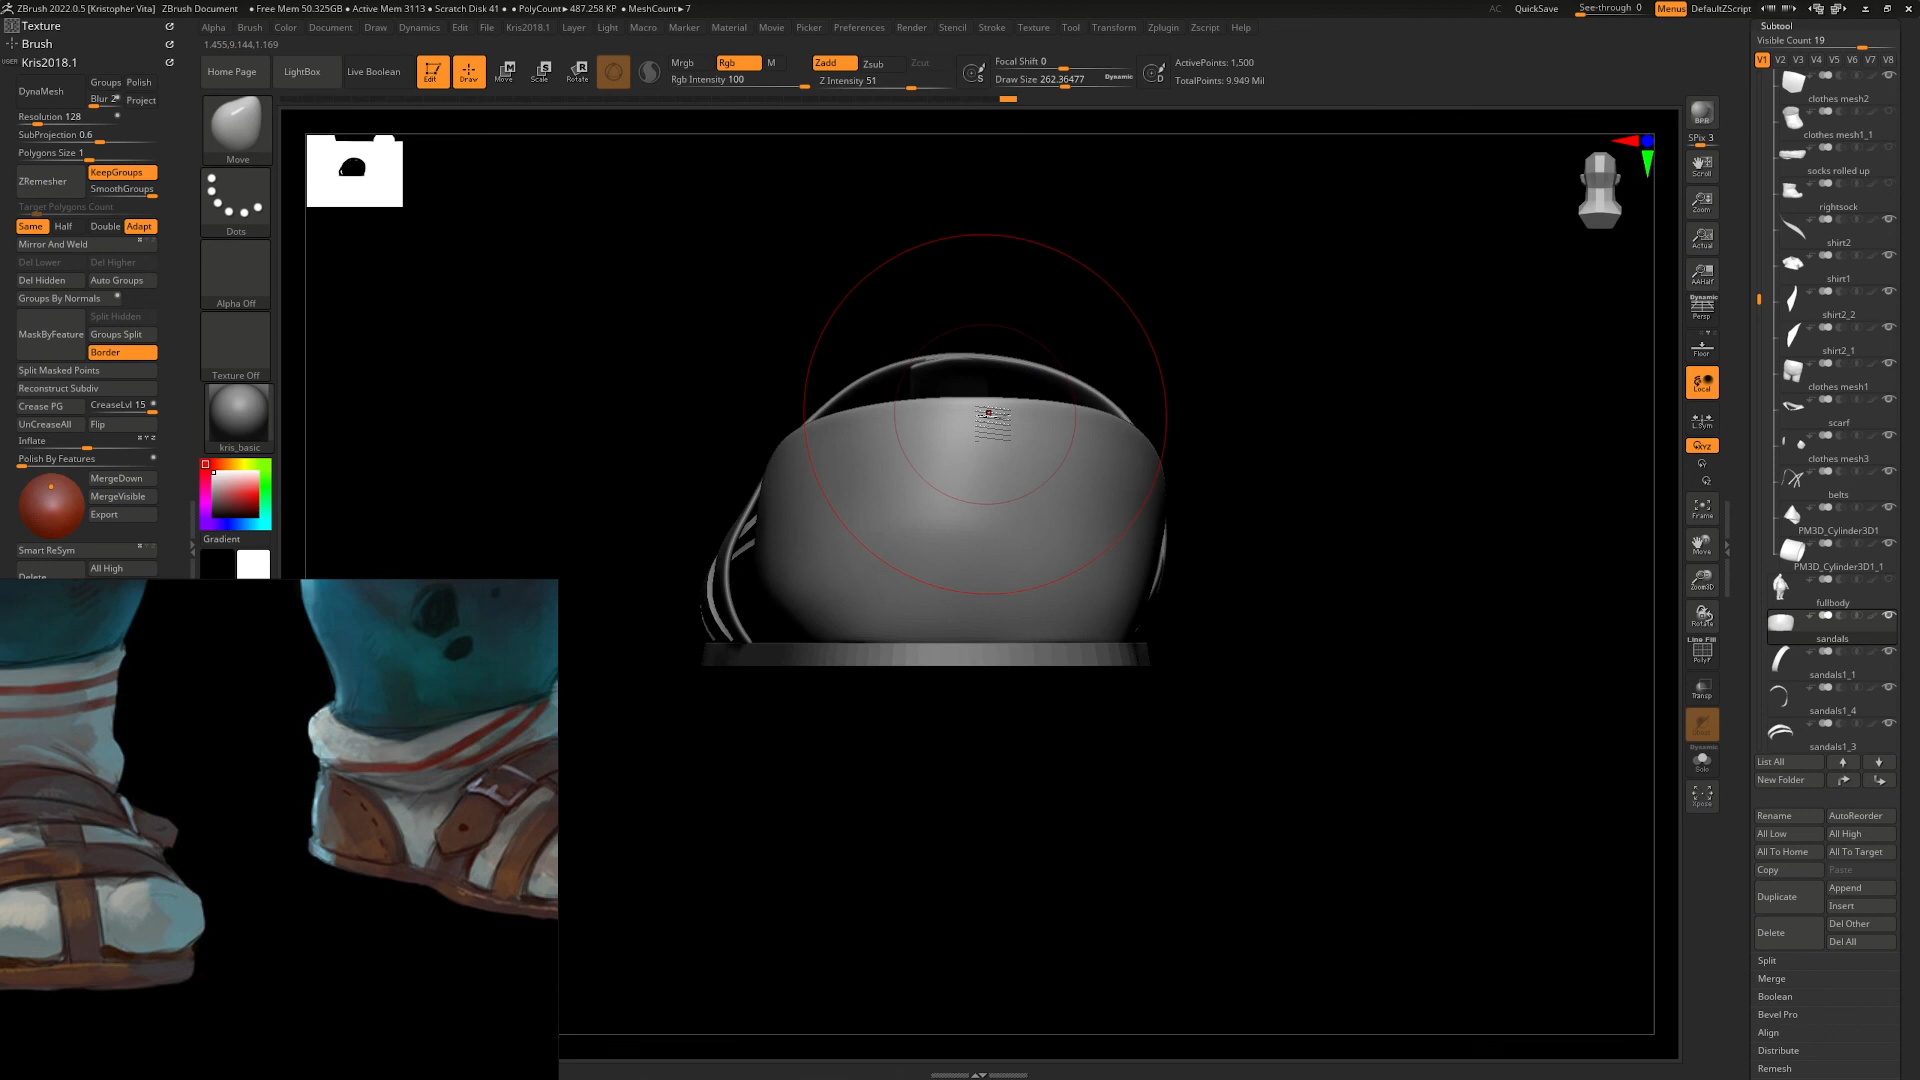 ZBrush 2022.0.5 [Kristopher Vita] ZBrush Document • Free Mem 50.325GB • Active Mem 3113 • Scratch Disk 41 • • PolyCount► 487.258 KP • MeshCount► 7
AC QuickSave See-through 0 Menus DefaultZScript
Texture
Brush
Kris2018.1
Alpha Brush Color Document Draw Dynamics Edit File Kris2018.1 Layer Light Macro Marker Material Movie Picker Preferences Render Stencil Stroke Texture Tool Transform Zplugin Zscript Help
1.455,9.144,1.169
Home Page LightBox Live Boolean Edit Draw Move Scale Rotate
Mrgb Rgb M
Rgb Intensity 100
Zadd Zsub Zcut
Z Intensity 51
Focal Shift 0
Draw Size 262.36477 Dynamic
ActivePoints: 1,500
TotalPoints: 9.949 Mil
DynaMesh Groups Polish
Blur 2 Project
Resolution 128
SubProjection 0.6
Polygons Size 1
ZRemesher KeepGroups
SmoothGroups
Target Polygons Count
Same Half Double Adapt
Mirror And Weld
Del Lower Del Higher
Del Hidden Auto Groups
Groups By Normals
Split Hidden
MaskByFeature Groups Split
Border
Split Masked Points
Reconstruct Subdiv
Crease PG CreaseLvl 15
UnCreaseAll Flip
Inflate
Polish By Features
MergeDown
MergeVisible
Export
Smart ReSym
All High
Delete
Move
Dots
Alpha Off
Texture Off
kris_basic
Gradient
BPR
SPix 3
Scroll
Zoom
Actual
AAHalf
Dynamic
Persp
Floor
Local
L.Sym
XYZ
Frame
Move
Zoom3D
Rotate
Line Fill
PolyF
Transp
Ghost
Dynamic
Solo
Xpose
Subtool
Visible Count 19
V1 V2 V3 V4 V5 V6 V7 V8
clothes mesh2
clothes mesh1_1
socks rolled up
rightsock
shirt2
shirt1
shirt2_2
shirt2_1
clothes mesh1
scarf
clothes mesh3
belts
PM3D_Cylinder3D1
PM3D_Cylinder3D1_1
fullbody
sandals
sandals1_1
sandals1_4
sandals1_3
List All
New Folder
Rename AutoReorder
All Low All High
All To Home All To Target
Copy Paste
Duplicate Append
Insert
Delete Del Other
Del All
Split
Merge
Boolean
Bevel Pro
Align
Distribute
Remesh